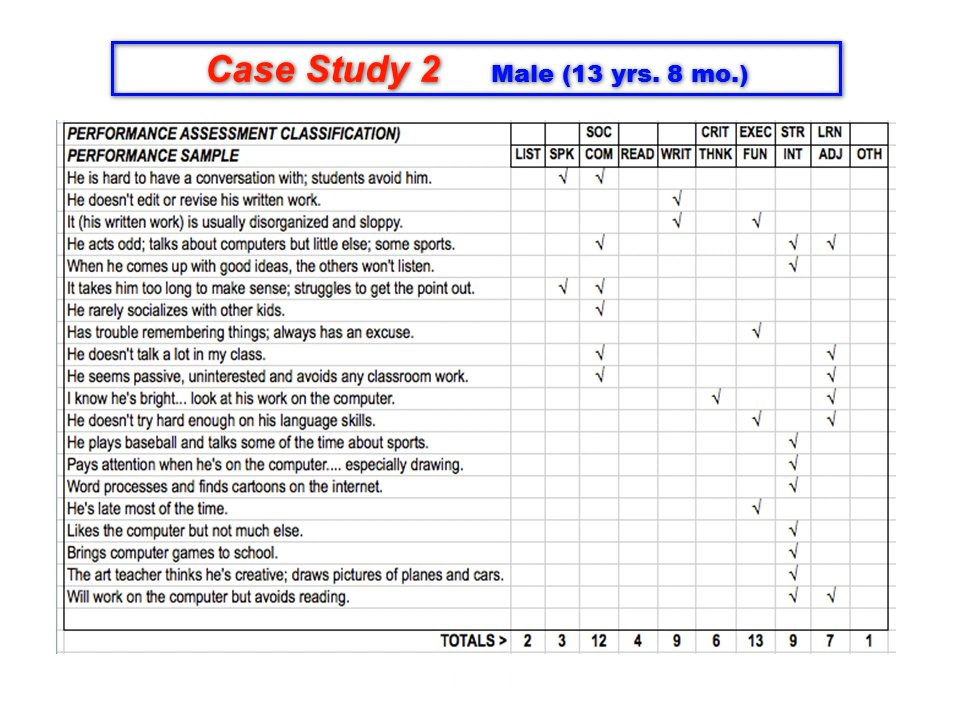 Case Study 2 Male (13 yrs. 8 mo.)
PERFORMANCE ASSESSMENT CLASSIFICATION) SOC CRIT EXEC STR LRN
PERFORMANCE SAMPLE LIST SPK COM READ WRIT THNK FUN INT ADJ OTH
He is hard to have a conversation with; students avoid him. √ √
He doesn't edit or revise his written work. √
It (his written work) is usually disorganized and sloppy. √ √
He acts odd; talks about computers but little else; some sports. √ √ √
When he comes up with good ideas, the others won't listen. √
It takes him too long to make sense; struggles to get the point out. √ √
He rarely socializes with other kids. √
Has trouble remembering things; always has an excuse. √
He doesn't talk a lot in my class. √ √
He seems passive, uninterested and avoids any classroom work. √ √
I know he's bright... look at his work on the computer. √ √
He doesn't try hard enough on his language skills. √ √
He plays baseball and talks some of the time about sports. √
Pays attention when he's on the computer.... especially drawing. √
Word processes and finds cartoons on the internet. √
He's late most of the time. √
Likes the computer but not much else. √
Brings computer games to school. √
The art teacher thinks he's creative; draws pictures of planes and cars. √
Will work on the computer but avoids reading. √ √
TOTALS > 2 3 12 4 9 6 13 9 7 1